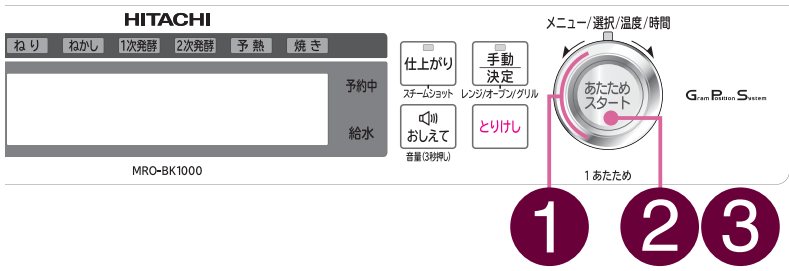 HITACHI
メニュー/選択/温度/時間
ねり ねかし 1次発酵 2次発酵 予熱 焼き
予約中
給水
仕上がり
スチームショット
手動
決定
レンジ/オーブン/グリル
おしえて
音量(3秒押し)
とりけし
あたため
スタート
Gram Position System
MRO-BK1000
1 あたため
1 2 3